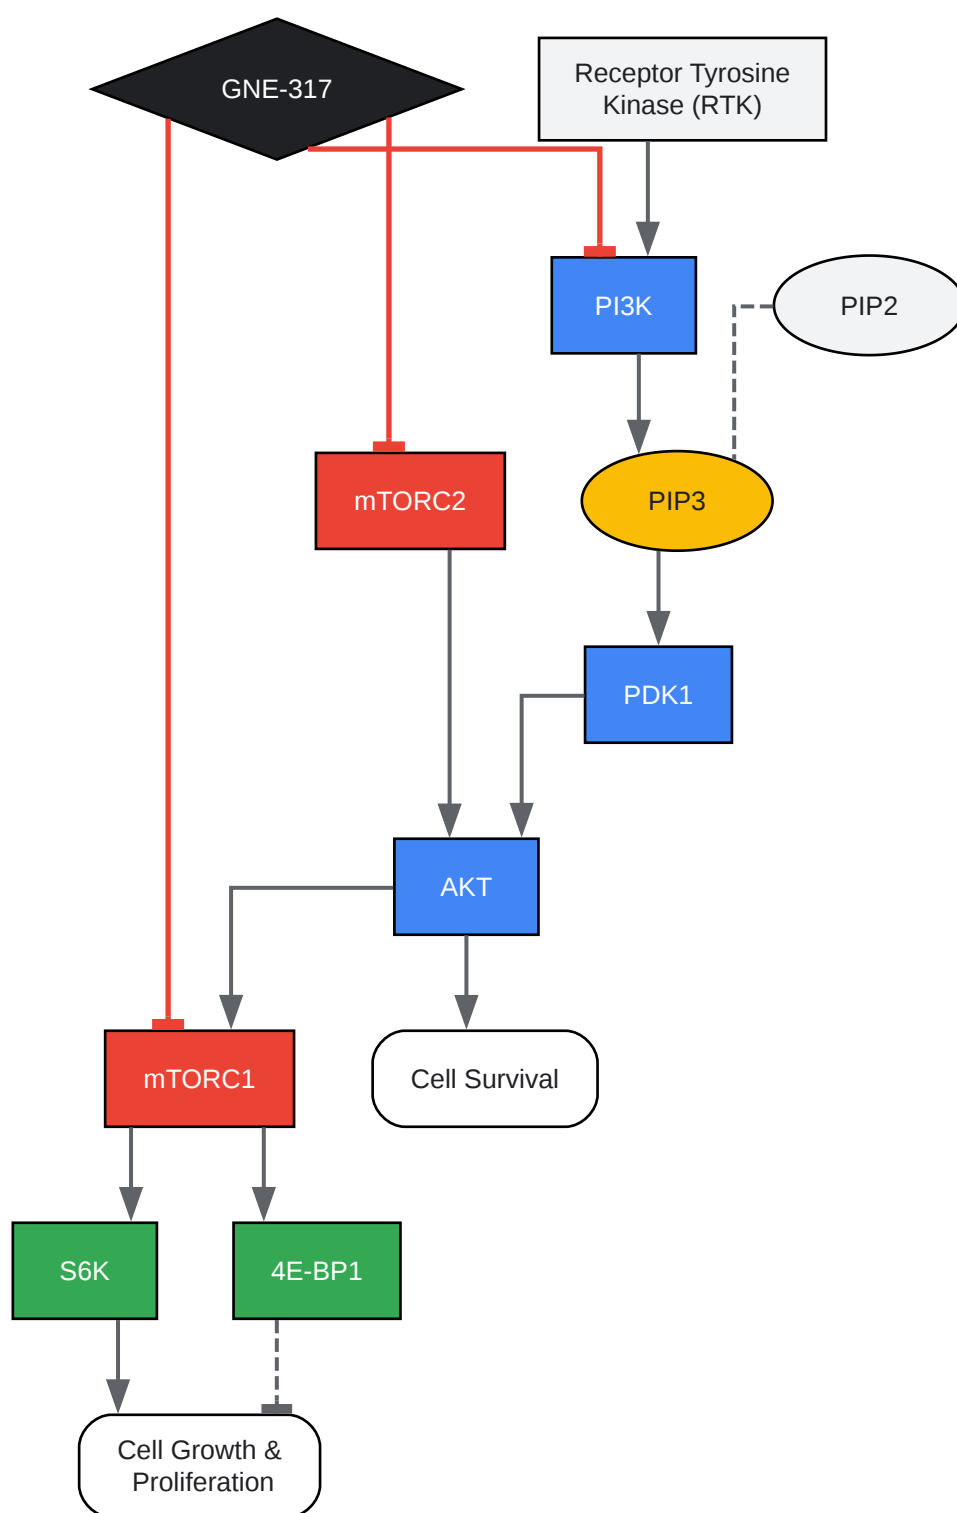 GNE-317
Receptor Tyrosine
Kinase (RTK)
PI3K
PIP2
mTORC2
PIP3
PDK1
AKT
mTORC1
Cell Survival
S6K
4E-BP1
Cell Growth &
Proliferation